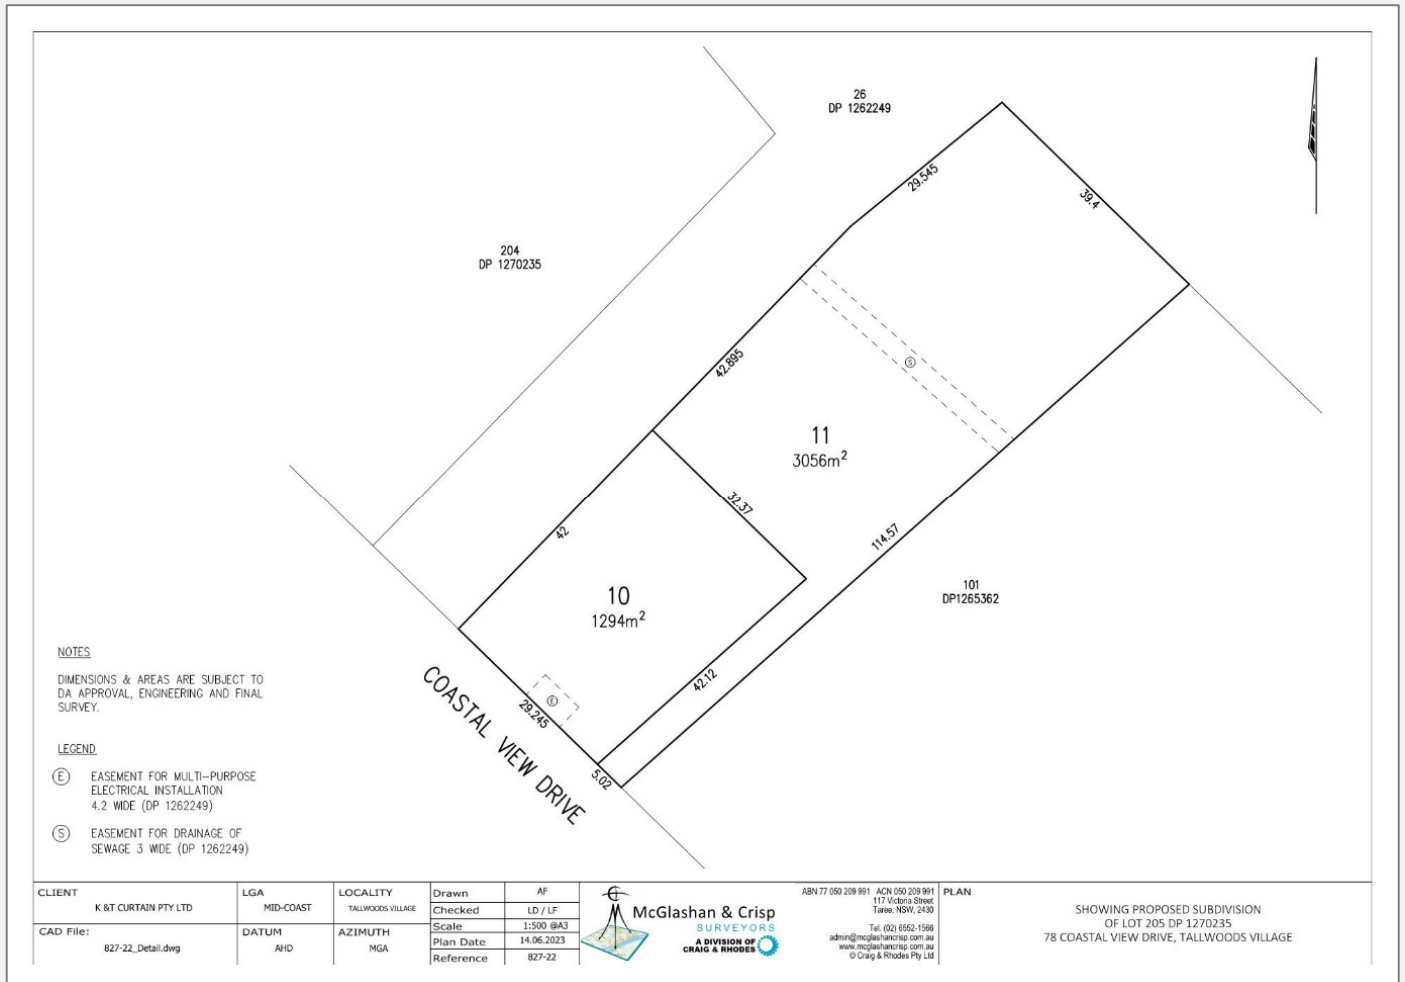 26
DP 1262249
29.545
39.4
204
DP 1270235
42.895
S
11
3056m²
32.37
42
114.57
101
DP1265362
10
1294m²
42.12
E
29.245
5.02
COASTAL VIEW DRIVE
NOTES
DIMENSIONS & AREAS ARE SUBJECT TO
DA APPROVAL, ENGINEERING AND FINAL
SURVEY.
LEGEND
E EASEMENT FOR MULTI-PURPOSE
ELECTRICAL INSTALLATION
4.2 WIDE (DP 1262249)
S EASEMENT FOR DRAINAGE OF
SEWAGE 3 WIDE (DP 1262249)
CLIENT
K &T CURTAIN PTY LTD
CAD File:
827-22_Detail.dwg
LGA
MID-COAST
DATUM
AHD
LOCALITY
TALLWOODS VILLAGE
AZIMUTH
MGA
Drawn AF
Checked LD / LF
Scale 1:500 @A3
Plan Date 14.06.2023
Reference 827-22
McGlashan & Crisp
SURVEYORS
A DIVISION OF
CRAIG & RHODES
ABN 77 050 209 991 ACN 050 209 991
117 Victoria Street
Taree, NSW, 2430
Tel. (02) 6552-1566
admin@mcglashancrisp.com.au
www.mcglashancrisp.com.au
© Craig & Rhodes Pty Ltd
PLAN
SHOWING PROPOSED SUBDIVISION
OF LOT 205 DP 1270235
78 COASTAL VIEW DRIVE, TALLWOODS VILLAGE